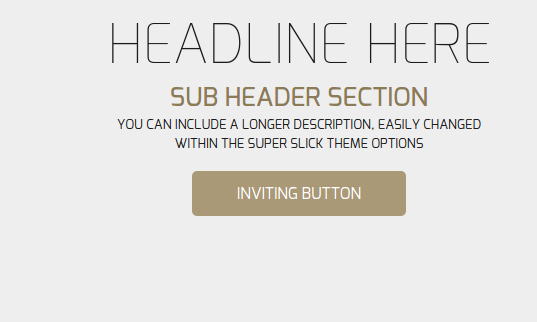 HEADLINE HERE
SUB HEADER SECTION
YOU CAN INCLUDE A LONGER DESCRIPTION, EASILY CHANGED
WITHIN THE SUPER SLICK THEME OPTIONS
INVITING BUTTON